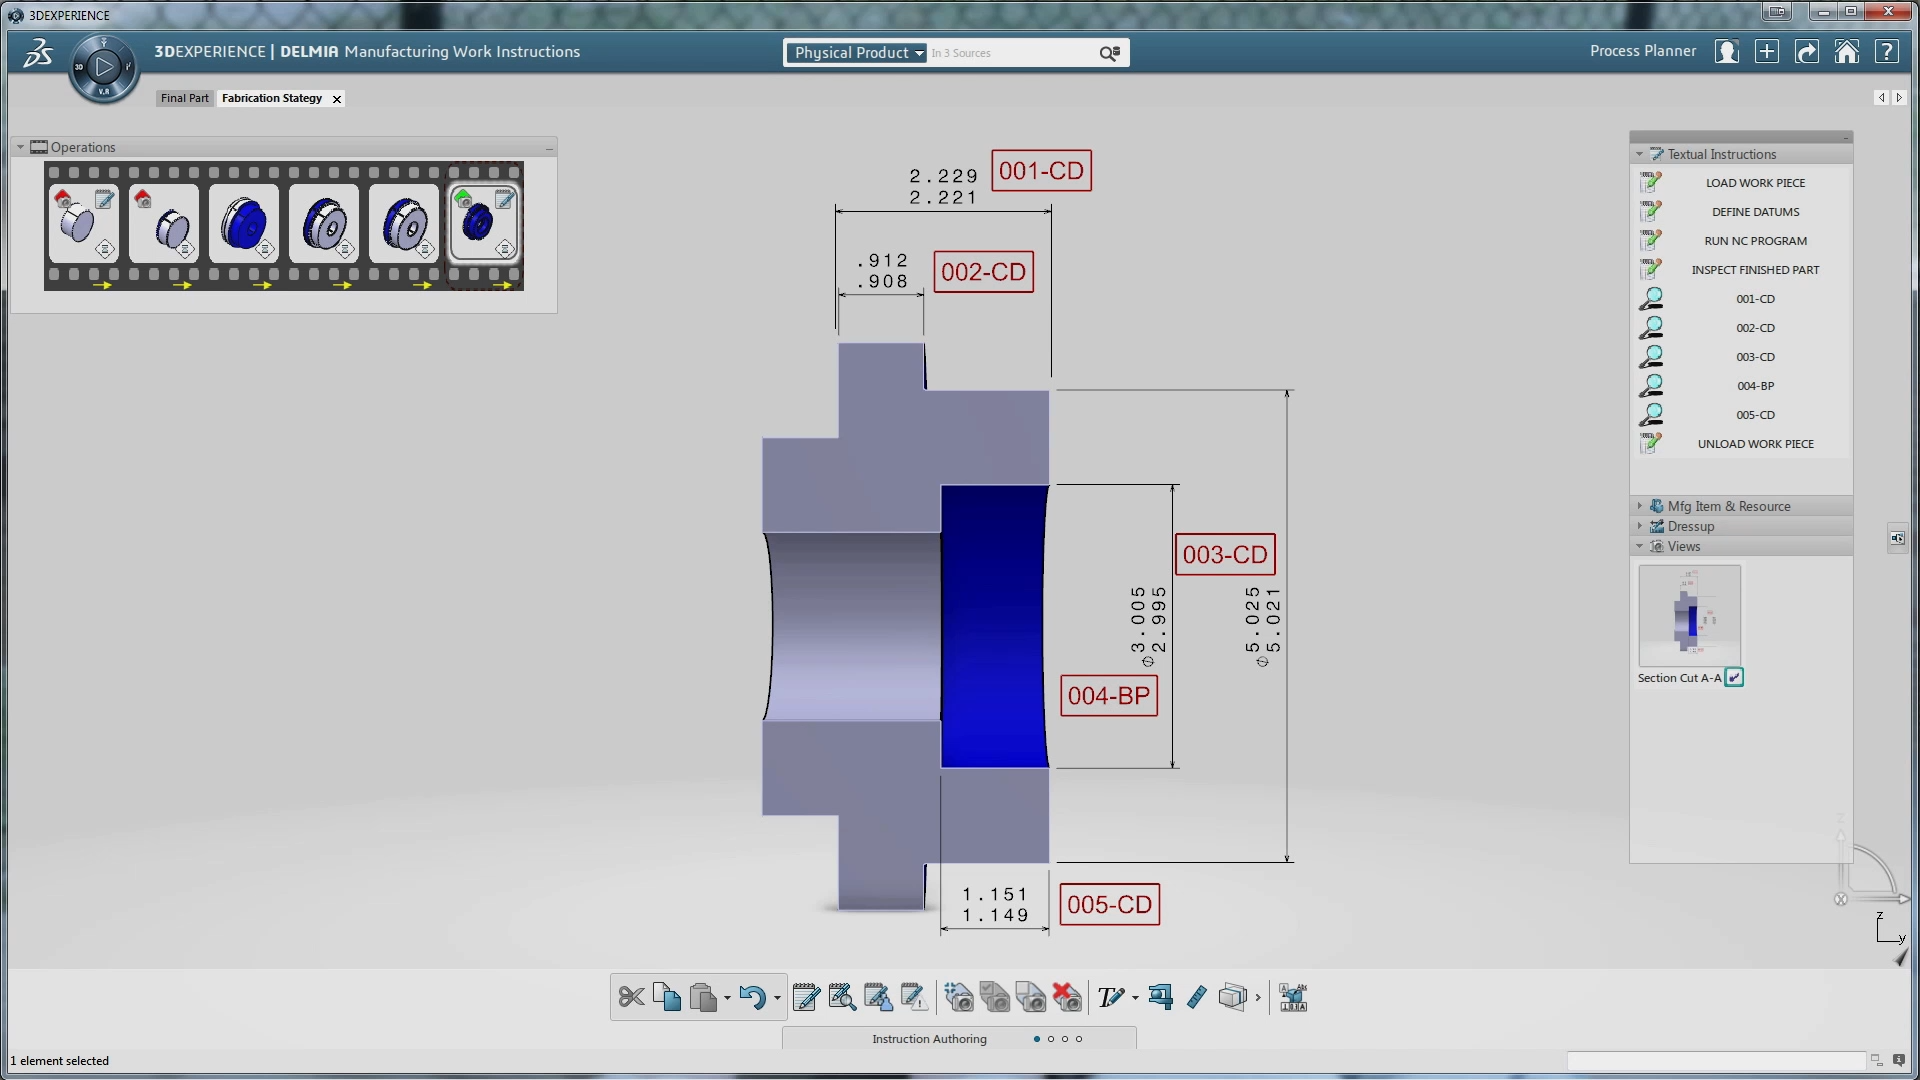 3DEXPERIENCE
3DEXPERIENCE | DELMIA Manufacturing Work Instructions
Physical Product
In 3 Sources
Process Planner
3D
V.R
Final Part
Fabrication Stategy
Operations
2.229
2.221
001-CD
.912
.908
002-CD
003-CD
⌀ 3.005
2.995
⌀ 5.025
5.021
004-BP
1.151
1.149
005-CD
Textual Instructions
LOAD WORK PIECE
DEFINE DATUMS
RUN NC PROGRAM
INSPECT FINISHED PART
001-CD
002-CD
003-CD
004-BP
005-CD
UNLOAD WORK PIECE
Mfg Item & Resource
Dressup
Views
Section Cut A-A
z
y
Instruction Authoring
1 element selected